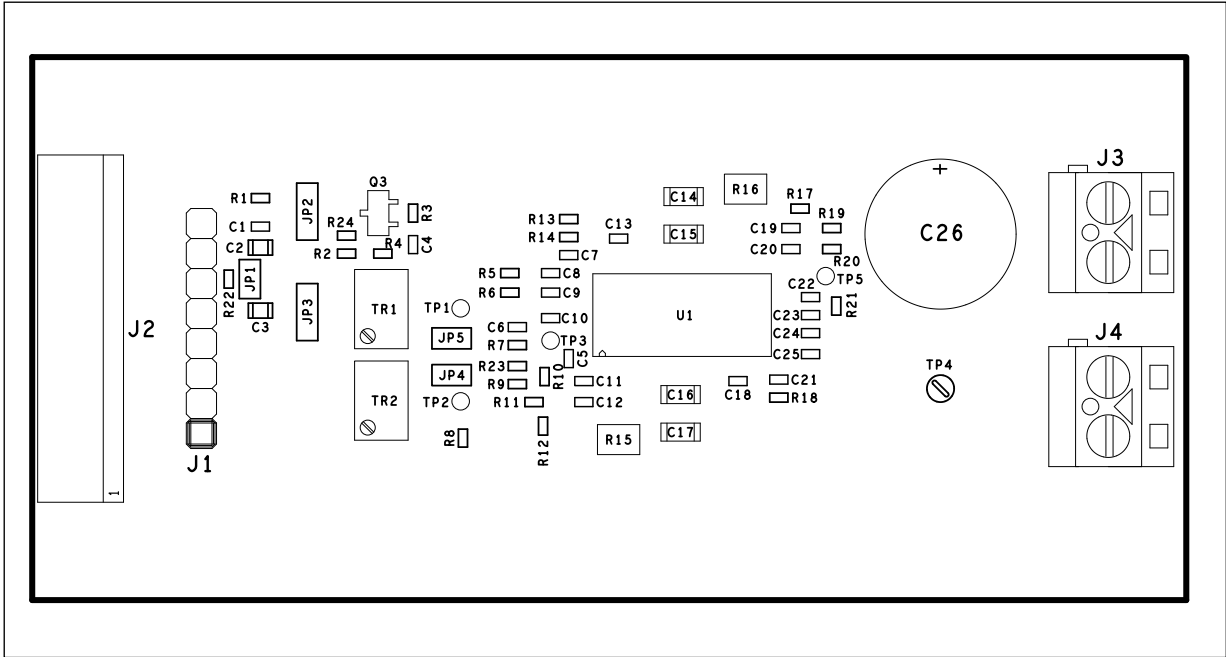 J3
Q3
R16
C14
R1
R17
JP2
R3
R13
R24
R19
C1
C19
C26
R14
C13
C15
C2
C4
R4
C20
R2
C7
R20
JP1
R5
C8
TP5
R22
R6
C9
C22
R21
JP3
TR1
TP1
U1
C23
C10
C3
C6
J2
JP5
TP3
R7
C24
J4
C5
C25
R23
TP4
JP4
R10
R9
C11
C21
C18
C16
TR2
TP2
R11
C12
R18
R12
C17
R8
R15
J1
1
+